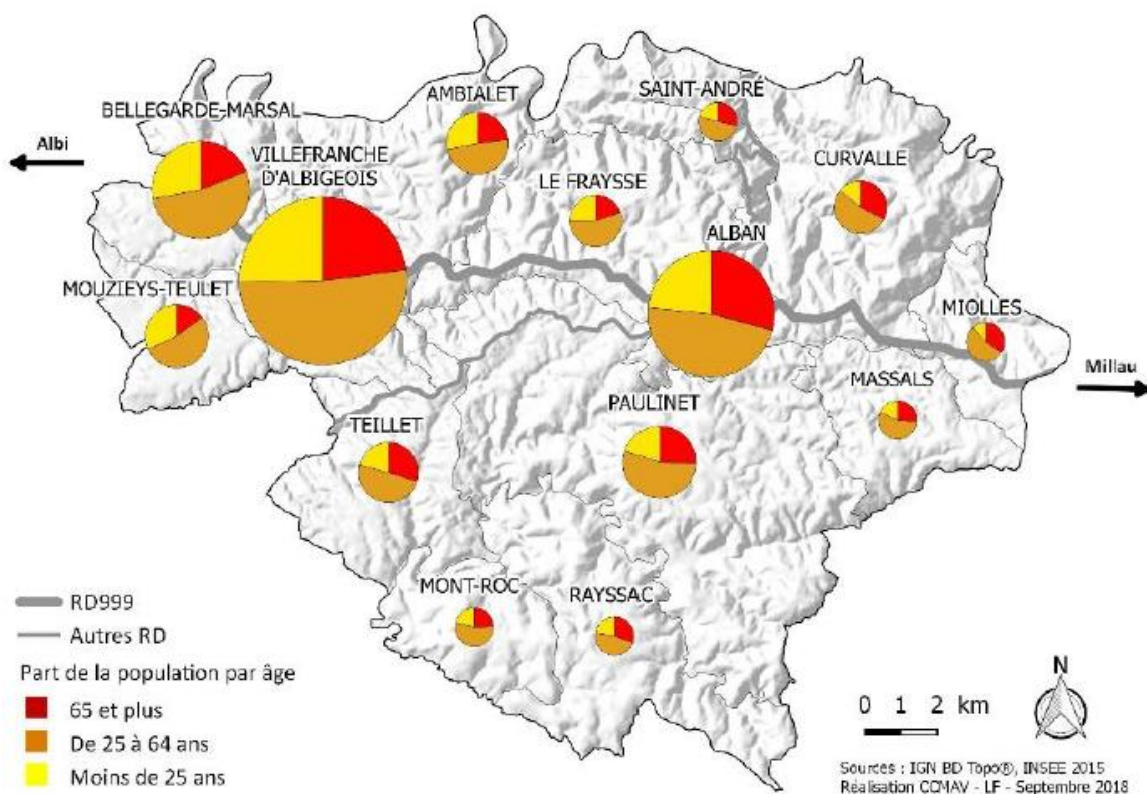 SAINT-ANDRÉ
AMBIALET
BELLEGARDE-MARSAL
Albi
VILLEFRANCHE
D'ALBIGEOIS
CURVALLE
LE FRAYSSE
ALBAN
MOUZIEYS-TEULET
MIOLLES
Millau
MASSALS
PAULINET
TEILLET
MONT-ROC
RAYSSAC
RD999
Autres RD
Part de la population par âge
65 et plus
De 25 à 64 ans
Moins de 25 ans
N
0 1 2 km
Sources : IGN BD Topo®, INSEE 2015
Réalisation CCMAV - LF - Septembre 2018